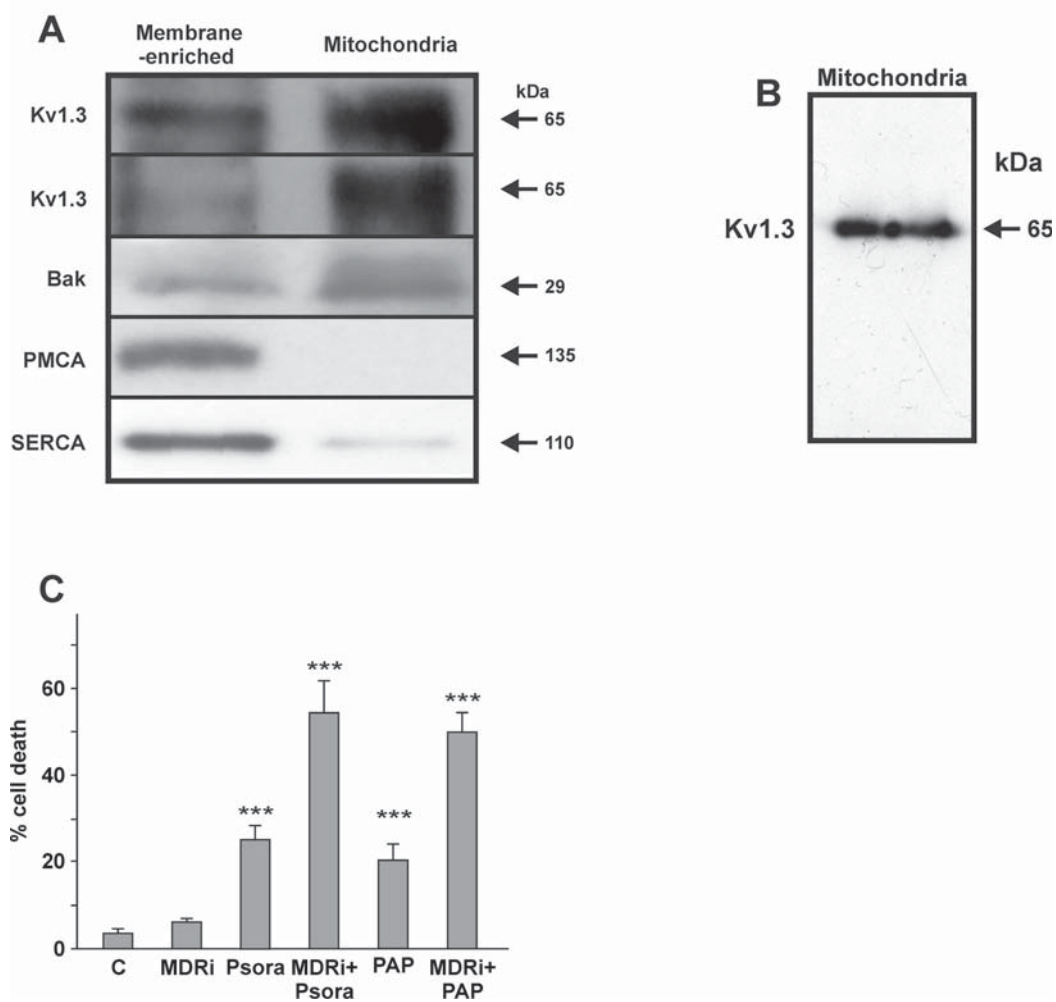 A
Membrane
-enriched
Mitochondria
kDa
Kv1.3
65
Kv1.3
65
Bak
29
PMCA
135
SERCA
110
B
Mitochondria
kDa
Kv1.3
65
C
% cell death
60
40
20
0
***
***
***
***
C
MDRi
Psora
MDRi+
Psora
PAP
MDRi+
PAP